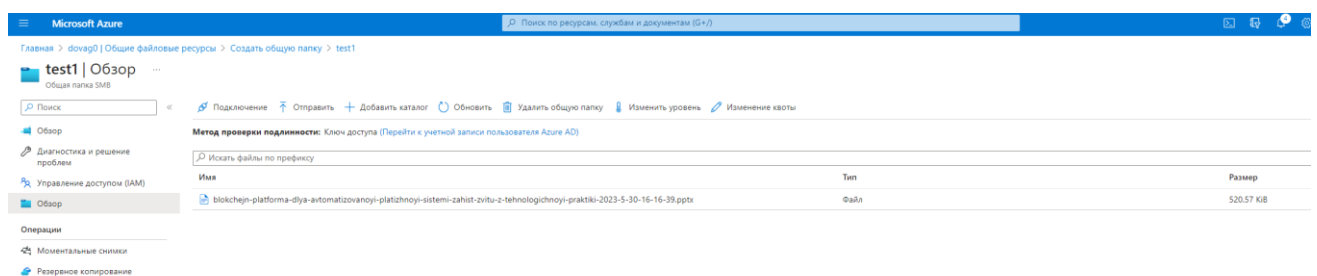 Microsoft Azure
Поиск по ресурсам, службам и документам (G+/)
Главная > dovag0 | Общие файловые ресурсы > Создать общую папку > test1
test1 | Обзор ...
Общая папка SMB
Поиск
Подключение Отправить Добавить каталог Обновить Удалить общую папку Изменить уровень Изменение квоты
Обзор
Метод проверки подлинности: Ключ доступа (Перейти к учетной записи пользователя Azure AD)
Диагностика и решение проблем
Искать файлы по префиксу
Управление доступом (IAM)
Имя Тип Размер
Обзор
blokchejn-platforma-dlya-avtomatizovanoyi-platizhnoyi-sistemi-zahist-zvitu-z-tehnologichnoyi-praktiki-2023-5-30-16-16-39.pptx Файл 520.57 KiB
Операции
Моментальные снимки
Резервное копирование